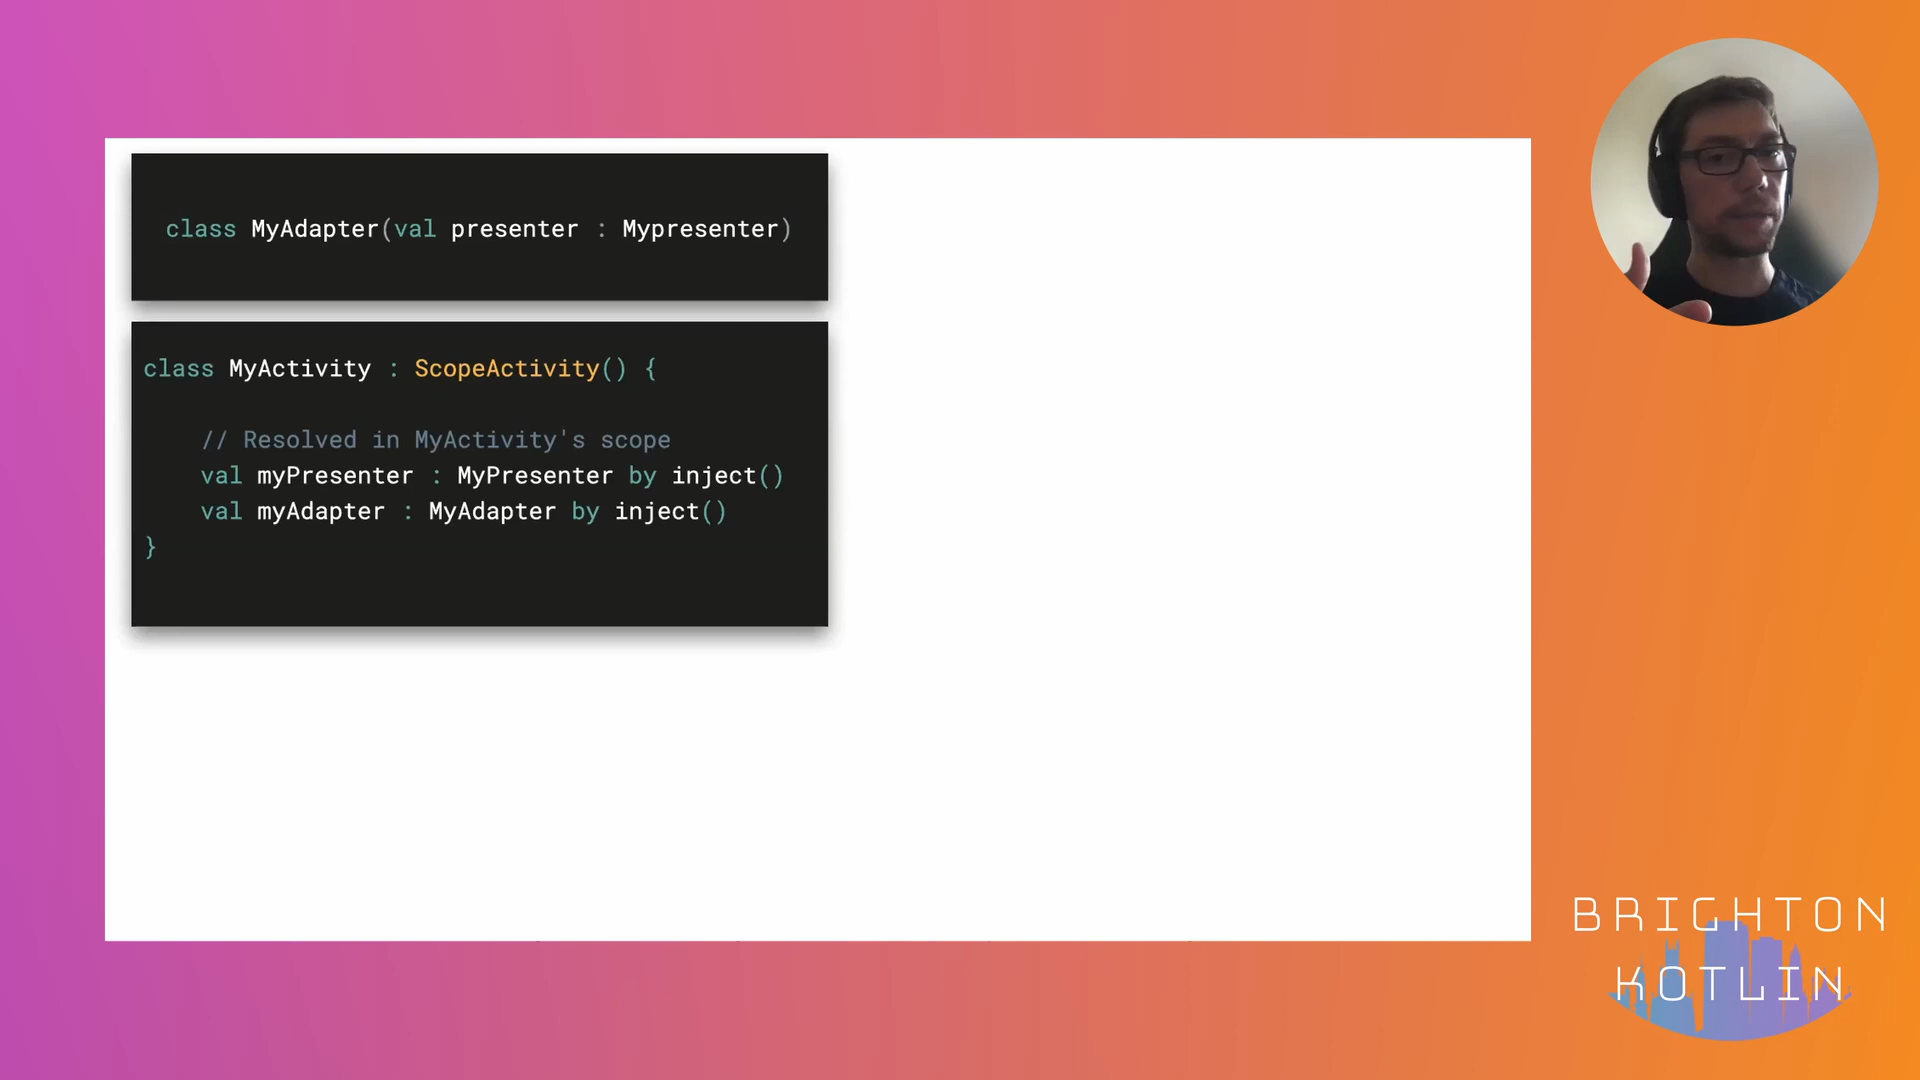 class MyAdapter(val presenter : Mypresenter)
class MyActivity : ScopeActivity() {
// Resolved in MyActivity's scope
val myPresenter : MyPresenter by inject()
val myAdapter : MyAdapter by inject()
}
BRIGHTON
KOTLIN